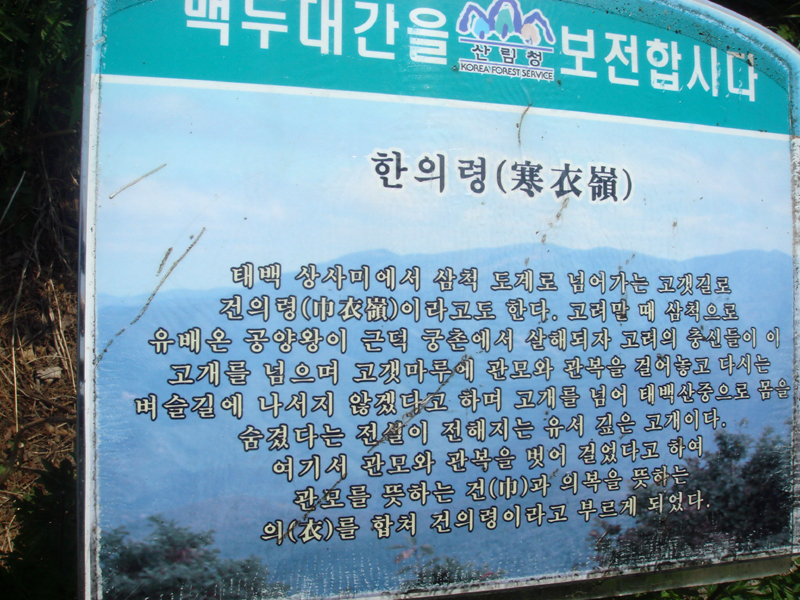 백두대간을 산림청 KOREA FOREST SERVICE 보전합시다
한의령(寒衣嶺)
태백 상사미에서 삼척 도계로 넘어가는 고갯길로
건의령(巾衣嶺)이라고도 한다. 고려말 때 삼척으로
유배온 공양왕이 근덕 궁촌에서 살해되자 고려의 충신들이 이
고개를 넘으며 고갯마루에 관모와 관복을 걸어놓고 다시는
벼슬길에 나서지 않겠다고 하며 고개를 넘어 태백산중으로 몸을
숨겼다는 전설이 전해지는 유서 깊은 고개이다.
여기서 관모와 관복을 벗어 걸었다고 하여
관모를 뜻하는 건(巾)과 의복을 뜻하는
의(衣)를 합쳐 건의령이라고 부르게 되었다.